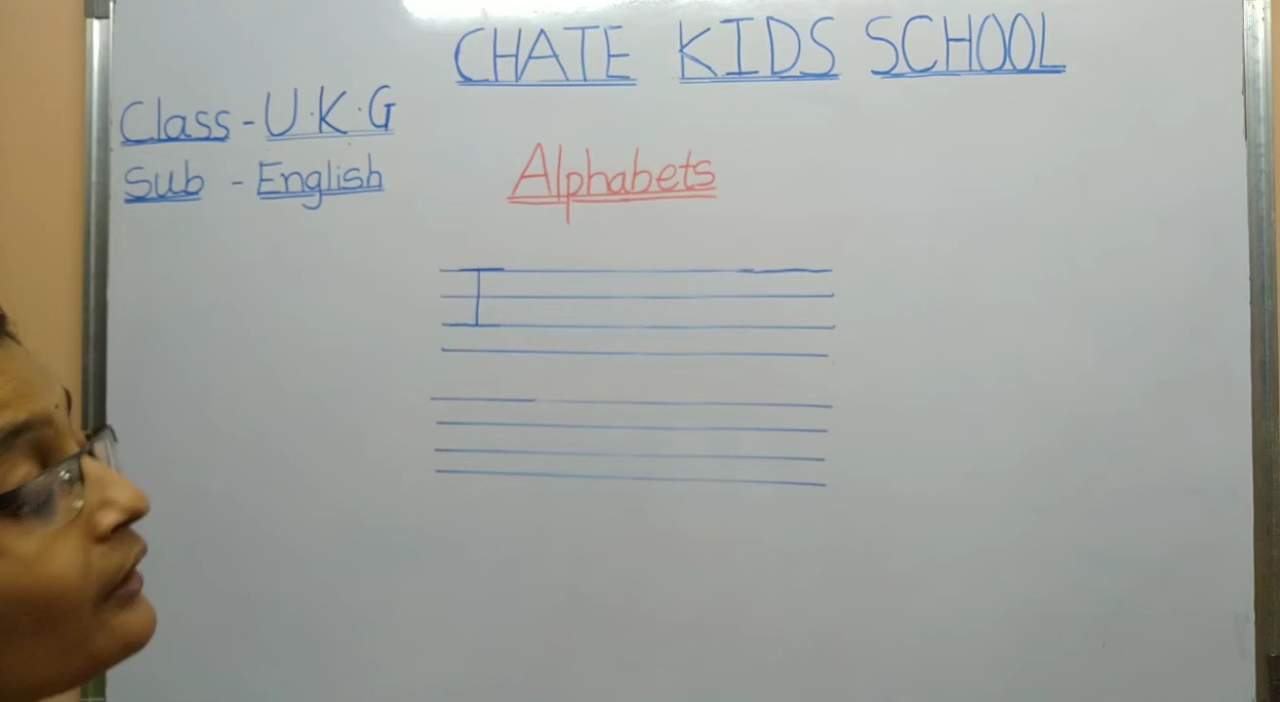 CHATE KIDS SCHOOL
Class - U.K.G
Sub - English
Alphabets
I